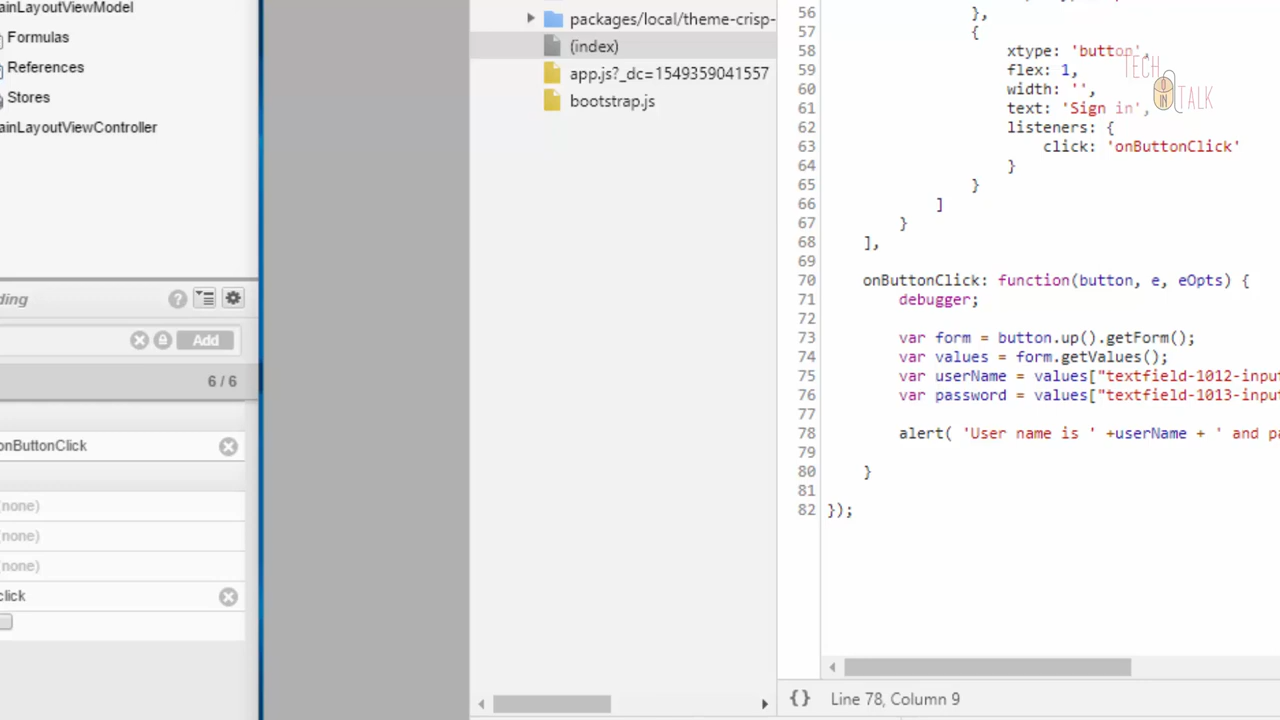 ainLayoutViewModel
Formulas
References
Stores
ainLayoutViewController
ding
?
Add
6 / 6
onButtonClick
(none)
(none)
(none)
click
packages/local/theme-crisp-
(index)
app.js?_dc=1549359041557
bootstrap.js
56 },
57 {
58 xtype: 'button',
59 flex: 1,
60 width: '',
61 text: 'Sign in',
62 listeners: {
63 click: 'onButtonClick'
64 }
65 }
66 ]
67 }
68 ],
69
70 onButtonClick: function(button, e, eOpts) {
71 debugger;
72
73 var form = button.up().getForm();
74 var values = form.getValues();
75 var userName = values["textfield-1012-input
76 var password = values["textfield-1013-input
77
78 alert( 'User name is ' +userName + ' and pa
79
80 }
81
82 });
{} Line 78, Column 9
TECH
IN TALK